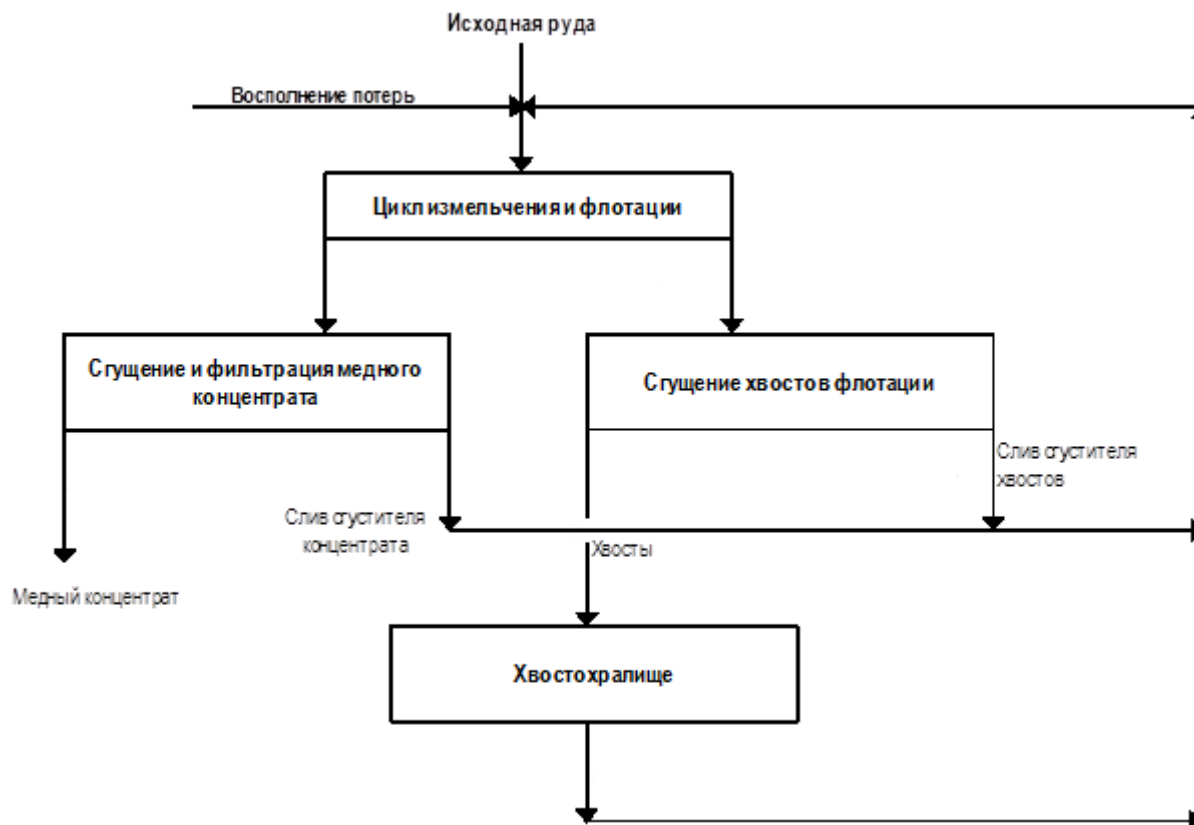 Исходная руда
Восполнение потерь
Цикл измельчения и флотации
Сгущение и фильтрация медного
концентрата
Сгущение хвостов флотации
Слив сгустителя
хвостов
Слив сгустителя
концентрата
Хвосты
Медный концентрат
Хвостохралище